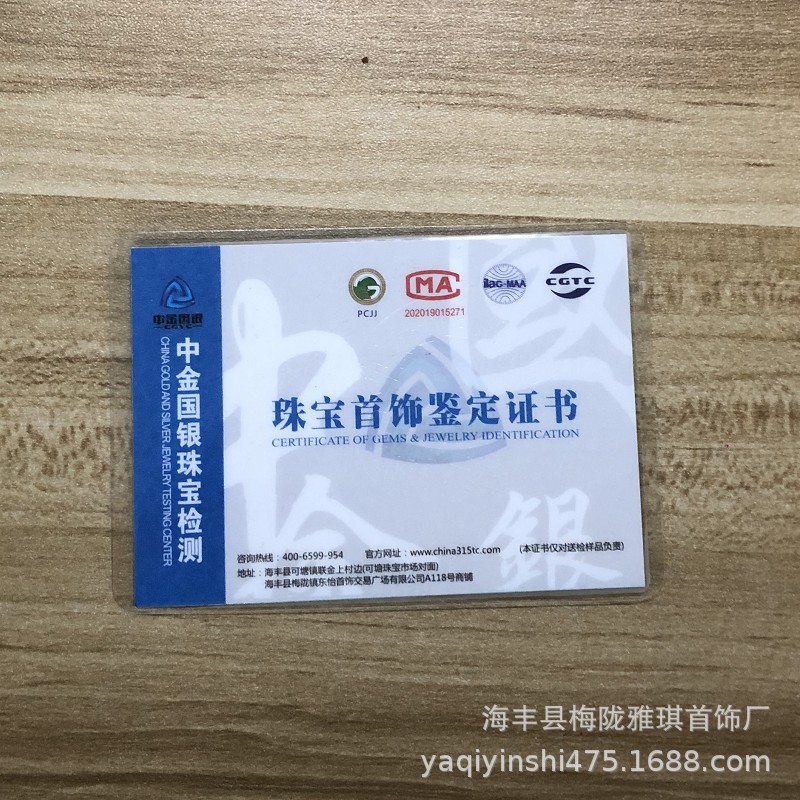 中金国银
CGTC
中金国银珠宝检测
CHINA GOLD AND SILVER JEWELRY TESTING CENTER
PCJJ
MA
202019015271
ilac-MAA
CGTC
珠宝首饰鉴定证书
CERTIFICATE OF GEMS & JEWELRY IDENTIFICATION
咨询热线：400-6599-954 官方网址：www.china315tc.com (本证书仅对送检样品负责)
地址：海丰县可塘镇联金上村边(可塘珠宝市场对面)
海丰县梅陇镇东怡首饰交易广场有限公司A118号商铺
海丰县梅陇雅琪首饰厂
yaqiyinshi475.1688.com